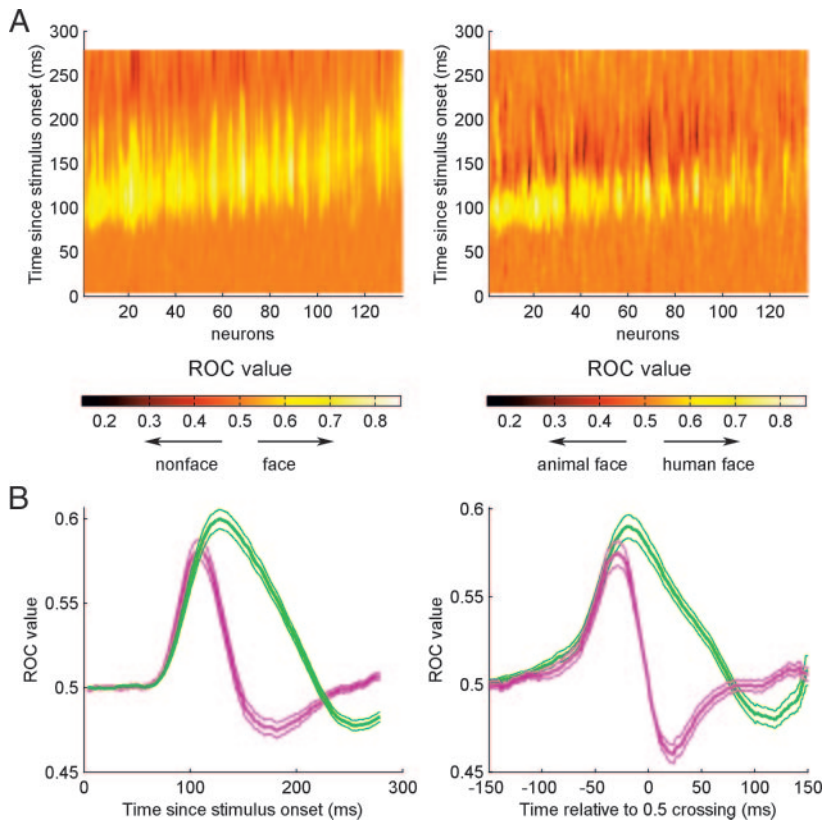 A
Time since stimulus onset (ms)
300
250
200
150
100
50
0
20 40 60 80 100 120
neurons
ROC value
0.2 0.3 0.4 0.5 0.6 0.7 0.8
nonface face
Time since stimulus onset (ms)
300
250
200
150
100
50
0
20 40 60 80 100 120
neurons
ROC value
0.2 0.3 0.4 0.5 0.6 0.7 0.8
animal face human face
B
ROC value
0.6
0.55
0.5
0.45
0 100 200 300
Time since stimulus onset (ms)
ROC value
0.6
0.55
0.5
0.45
-150 -100 -50 0 50 100 150
Time relative to 0.5 crossing (ms)